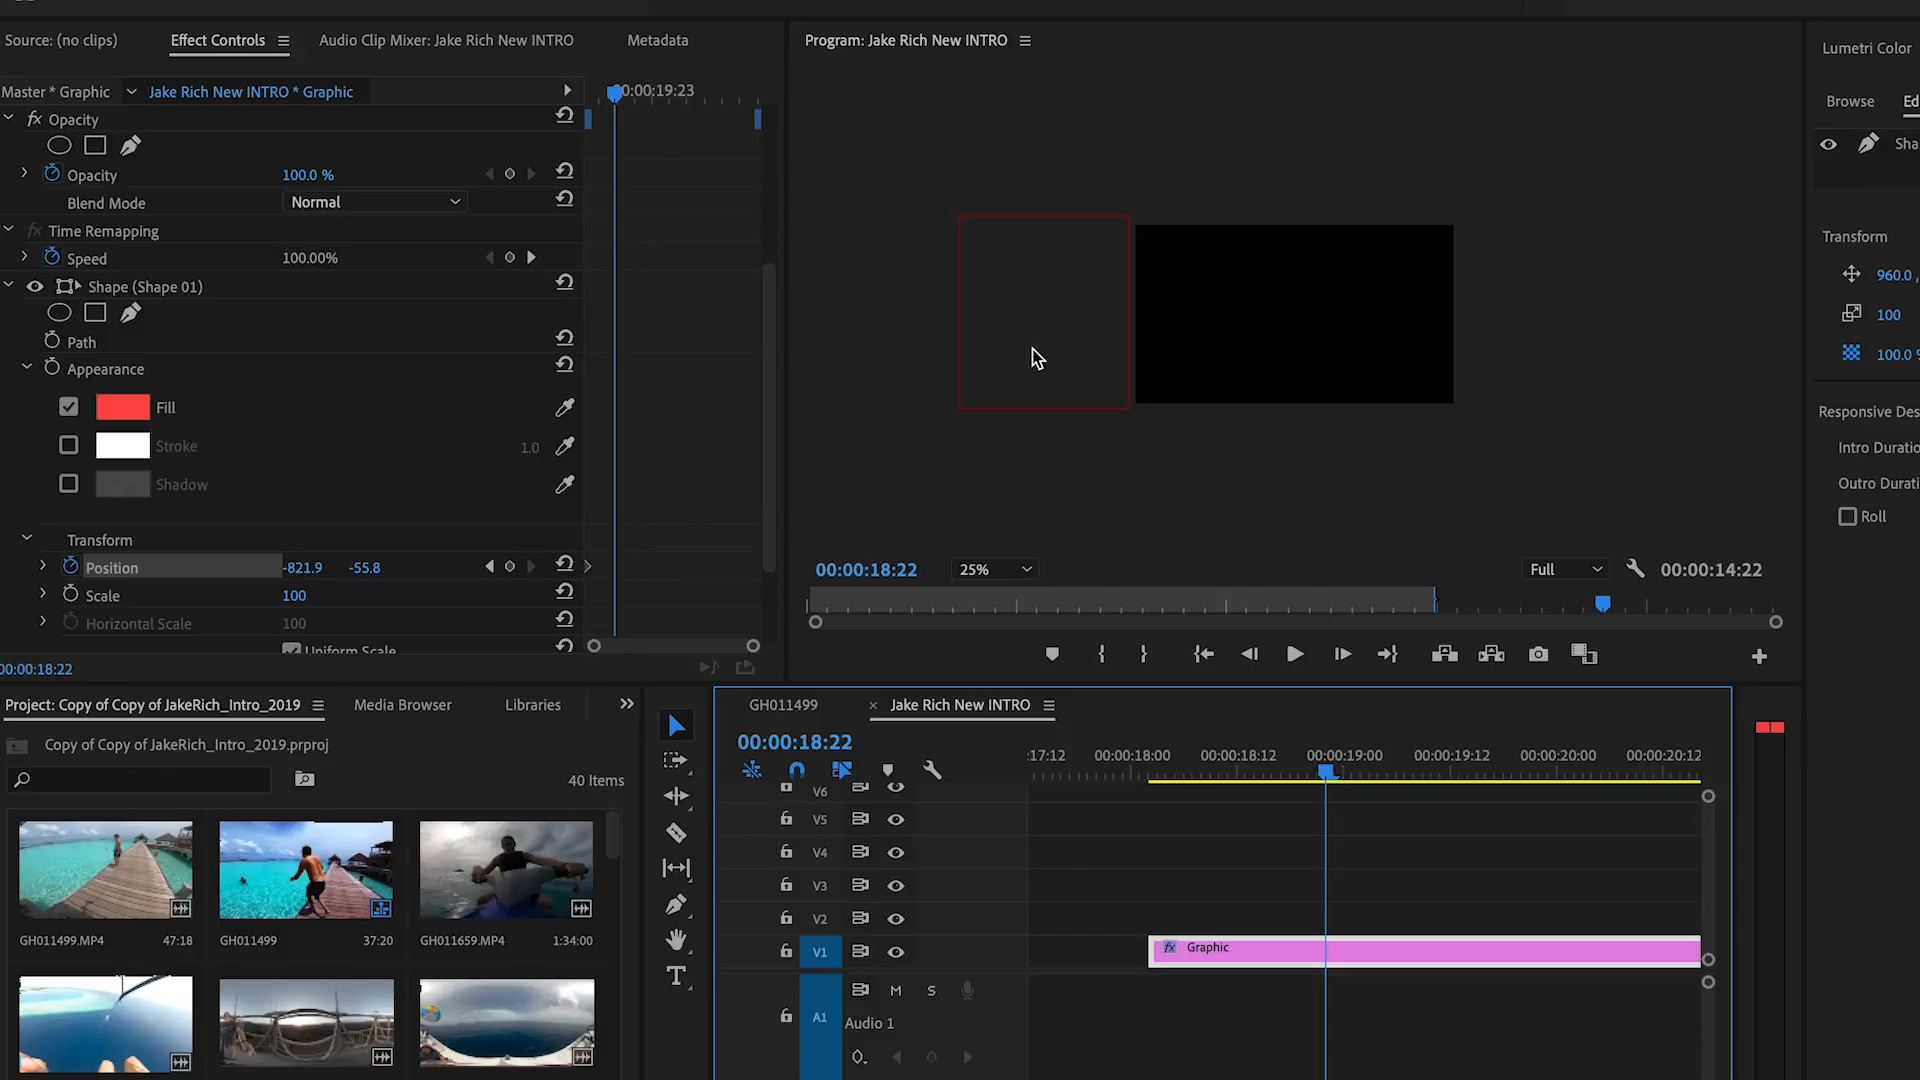 Source: (no clips)
Effect Controls
Audio Clip Mixer: Jake Rich New INTRO
Metadata
Master * Graphic
Jake Rich New INTRO * Graphic
00:00:19:23
fx Opacity
Opacity
100.0 %
Blend Mode
Normal
fx Time Remapping
Speed
100.00%
Shape (Shape 01)
Path
Appearance
Fill
Stroke
1.0
Shadow
Transform
Position
-821.9
-55.8
Scale
100
Horizontal Scale
100
Uniform Scale
00:00:18:22
Program: Jake Rich New INTRO
00:00:18:22
25%
Full
00:00:14:22
Lumetri Color
Browse
Ed
Sha
Transform
960.0 ,
100
100.0 %
Responsive Des
Intro Duratio
Outro Durati
Roll
Project: Copy of Copy of JakeRich_Intro_2019
Media Browser
Libraries
Copy of Copy of JakeRich_Intro_2019.prproj
40 Items
GH011499.MP4
47:18
GH011499
37:20
GH011659.MP4
1:34:00
T
GH011499
× Jake Rich New INTRO
00:00:18:22
:17:12
00:00:18:00
00:00:18:12
00:00:19:00
00:00:19:12
00:00:20:00
00:00:20:12
V6
V5
V4
V3
V2
V1
fx Graphic
M
S
A1
Audio 1